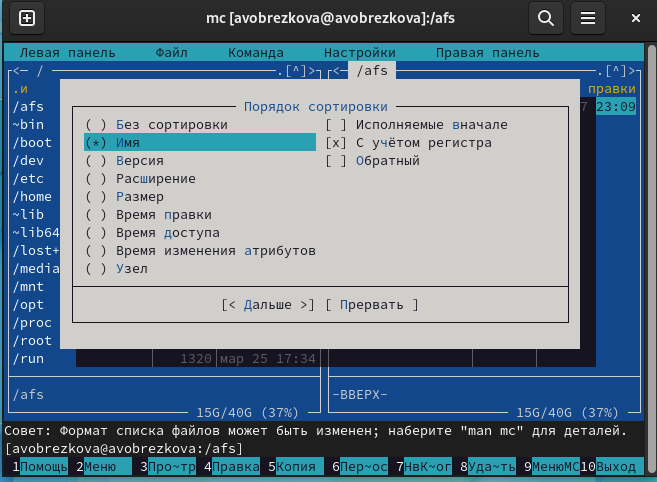 mc [avobrezkova@avobrezkova]:/afs
Левая панель Файл Команда Настройки Правая панель
<─ / .[^]> <─ /afs .[^]>
.и правки
/afs 7 23:09
Порядок сортировки
( ) Без сортировки [ ] Исполняемые вначале
~bin
(*) Имя [x] С учётом регистра
/boot
( ) Версия [ ] Обратный
/dev
( ) Расширение
/etc
( ) Размер
/home
( ) Время правки
~lib
( ) Время доступа
~lib64
( ) Время изменения атрибутов
/lost+
( ) Узел
/media
/mnt
[< Дальше >] [ Прервать ]
/opt
/proc
/root
/run 1320 мар 25 17:34
/afs -ВВЕРХ-
15G/40G (37%) 15G/40G (37%)
Совет: Формат списка файлов может быть изменен; наберите "man mc" для деталей.
[avobrezkova@avobrezkova:/afs]
1Помощь 2Меню 3Про~тр 4Правка 5Копия 6Пер~ос 7НвК~ог 8Уда~ть 9МенюMC 10Выход